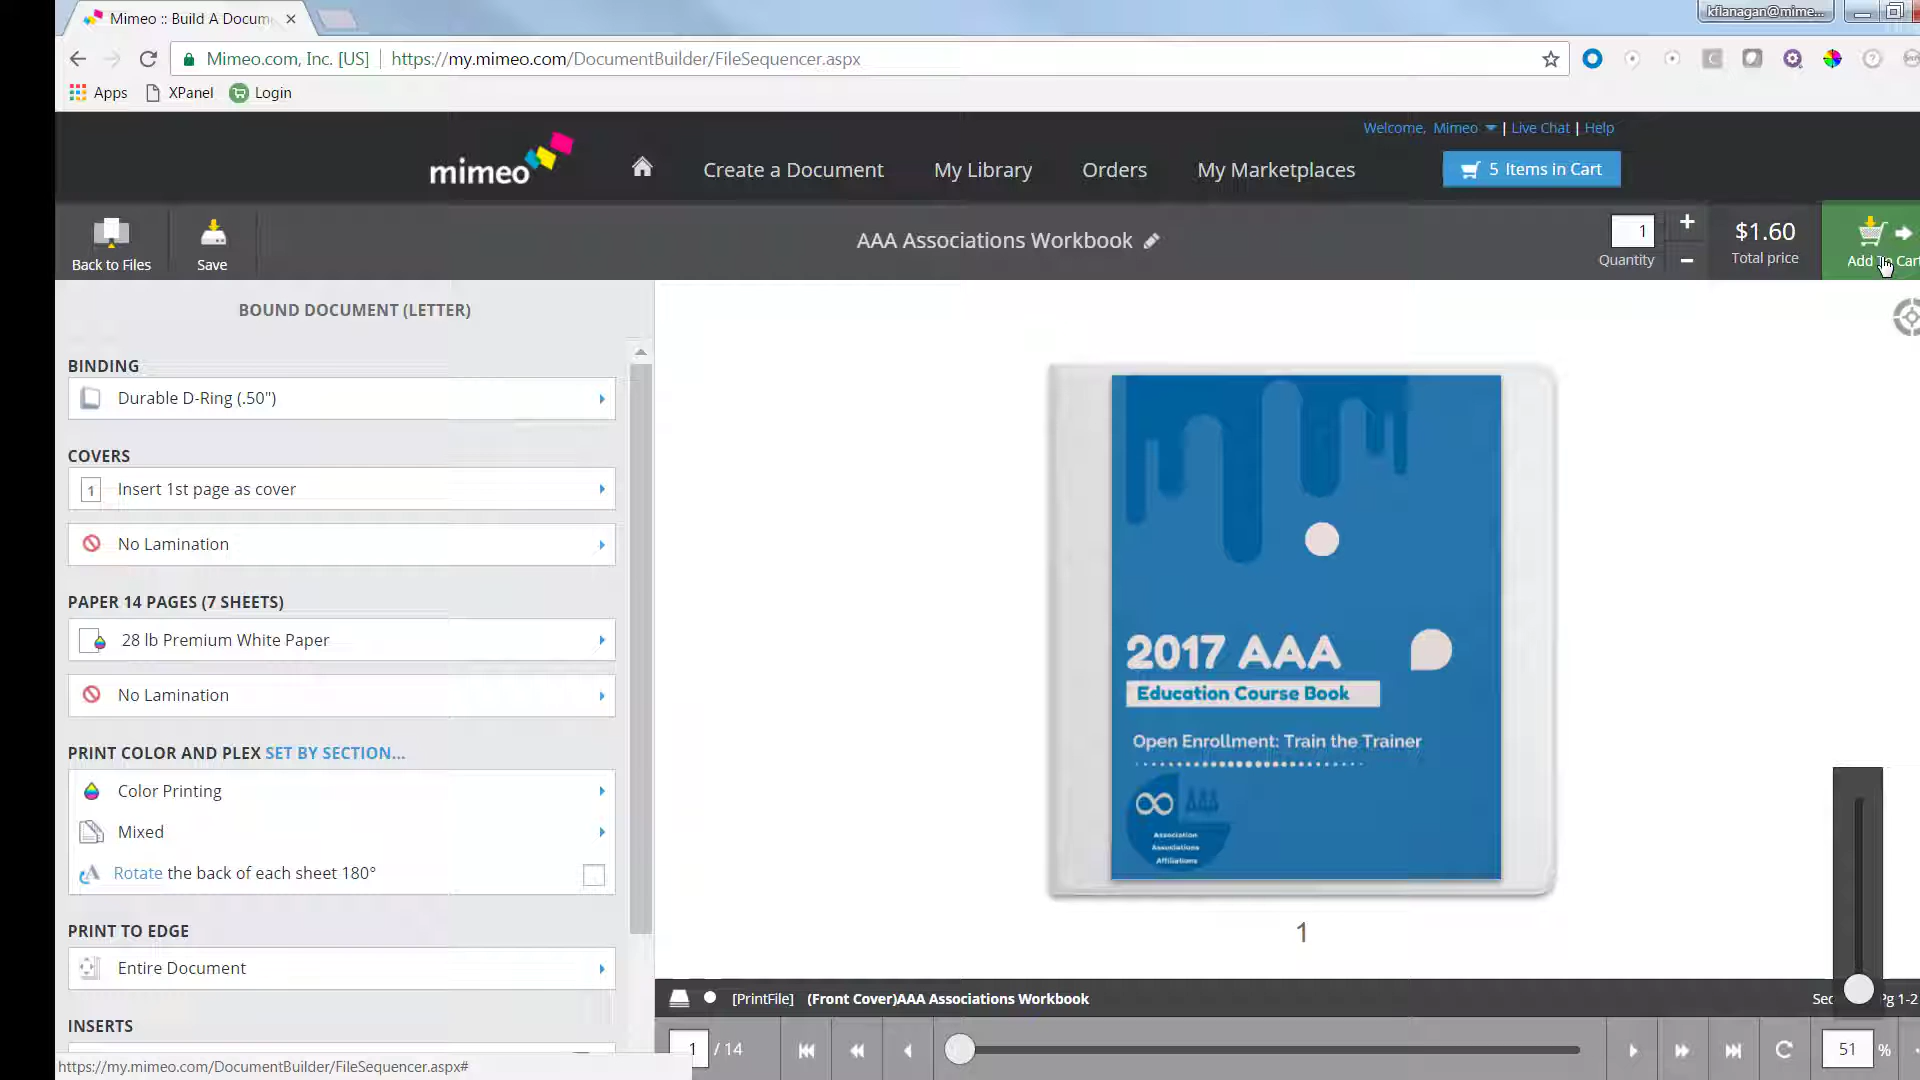 Mimeo :: Build A Docum
kflanagan@mime...
Mimeo.com, Inc. [US]
https://my.mimeo.com/DocumentBuilder/FileSequencer.aspx
Apps
XPanel
Login
Welcome, Mimeo | Live Chat | Help
mimeo
Create a Document
My Library
Orders
My Marketplaces
5 Items in Cart
Back to Files
Save
AAA Associations Workbook
1
Quantity
+
−
$1.60
Total price
Add To Cart
BOUND DOCUMENT (LETTER)
BINDING
Durable D-Ring (.50")
COVERS
1
Insert 1st page as cover
No Lamination
PAPER 14 PAGES (7 SHEETS)
28 lb Premium White Paper
No Lamination
PRINT COLOR AND PLEX SET BY SECTION...
Color Printing
Mixed
Rotate the back of each sheet 180°
PRINT TO EDGE
Entire Document
INSERTS
https://my.mimeo.com/DocumentBuilder/FileSequencer.aspx#
2017 AAA
Education Course Book
Open Enrollment: Train the Trainer
AAA
Association
Associations
Affiliations
1
[PrintFile] (Front Cover)AAA Associations Workbook
Pg 1-2
1 / 14
51 %